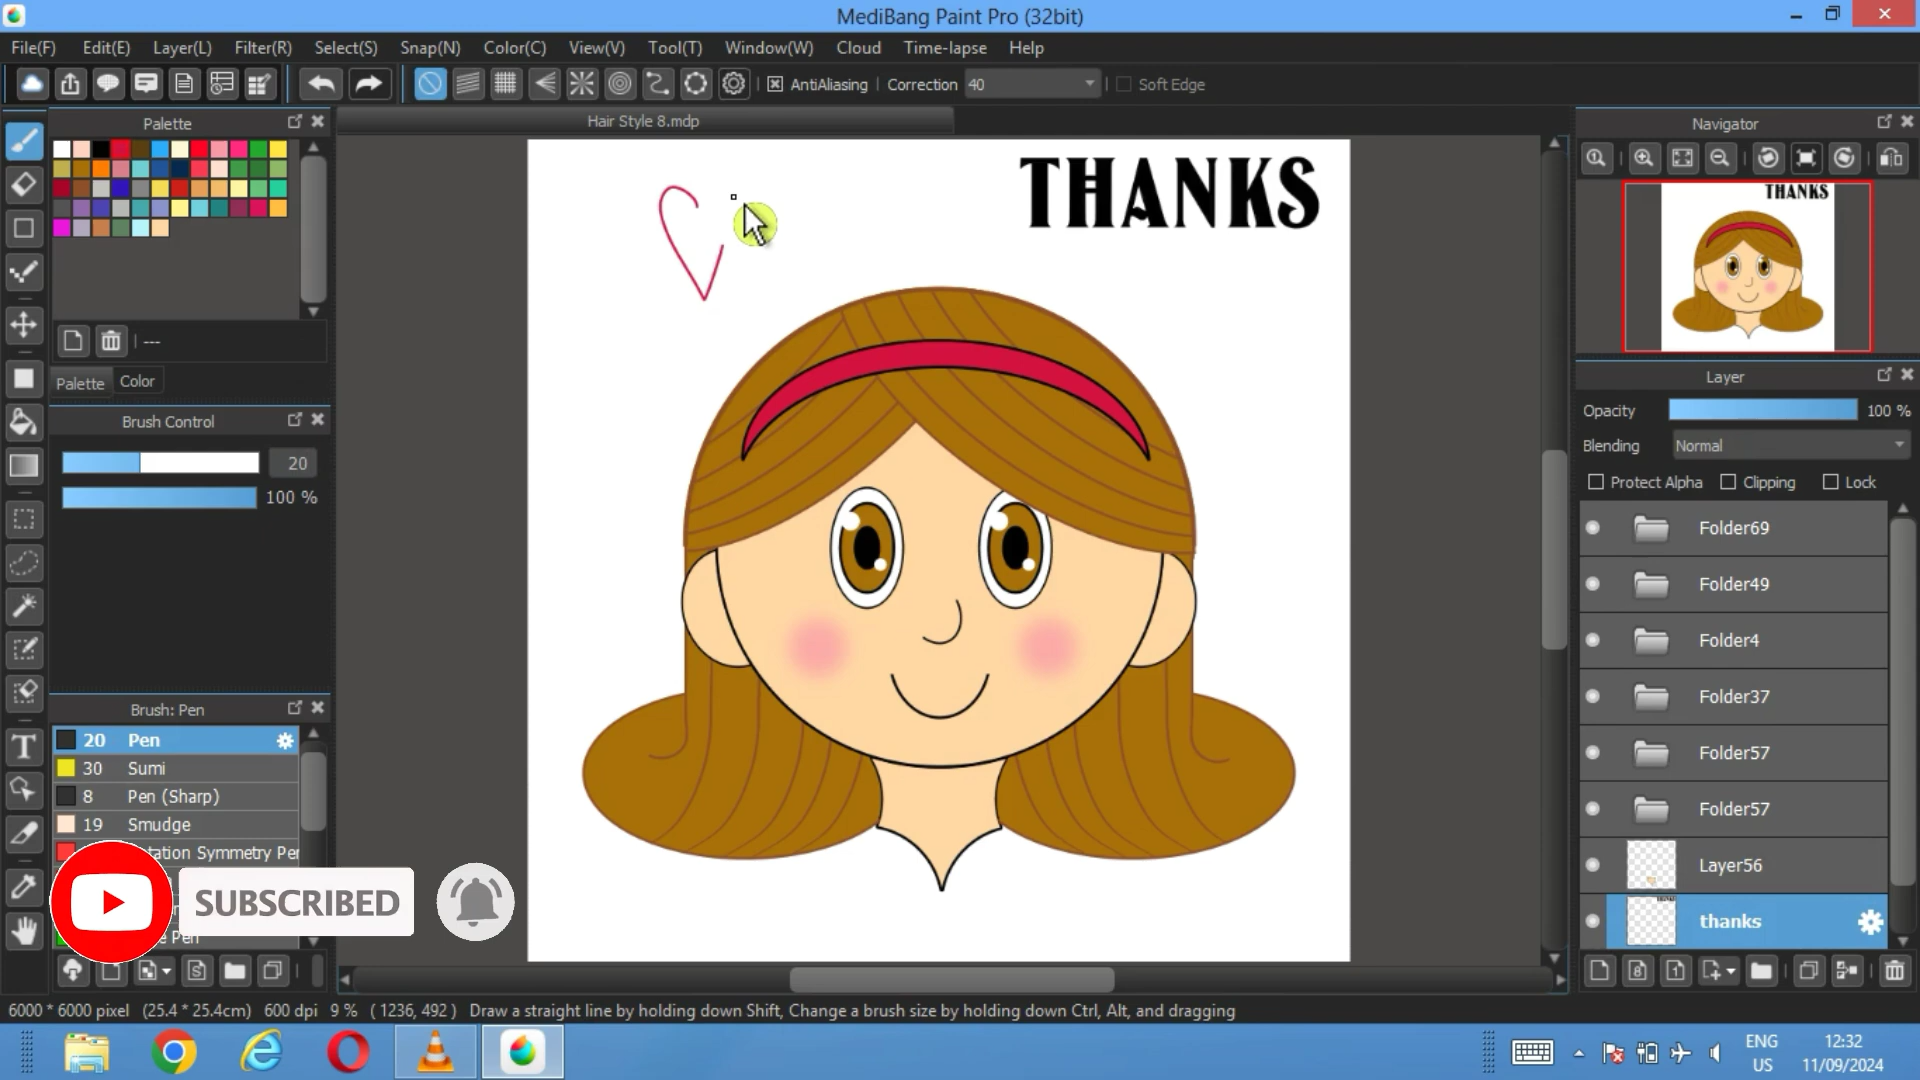 MediBang Paint Pro (32bit)
File(F) Edit(E) Layer(L) Filter(R) Select(S) Snap(N) Color(C) View(V) Tool(T) Window(W) Cloud Time-lapse Help
AntiAliasing Correction 40 Soft Edge
Palette
Hair Style 8.mdp
Navigator
THANKS
THANKS
---
Palette Color
Layer
Opacity 100 %
Blending Normal
Protect Alpha Clipping Lock
Brush Control
20
100 %
Folder69
Folder49
Folder4
Folder37
Folder57
Folder57
Layer56
thanks
Brush: Pen
20 Pen
30 Sumi
8 Pen (Sharp)
19 Smudge
tation Symmetry Per
SUBSCRIBED
e Pen
6000 * 6000 pixel (25.4 * 25.4cm) 600 dpi 9 % ( 1236, 492 ) Draw a straight line by holding down Shift, Change a brush size by holding down Ctrl, Alt, and dragging
ENG
US
12:32
11/09/2024